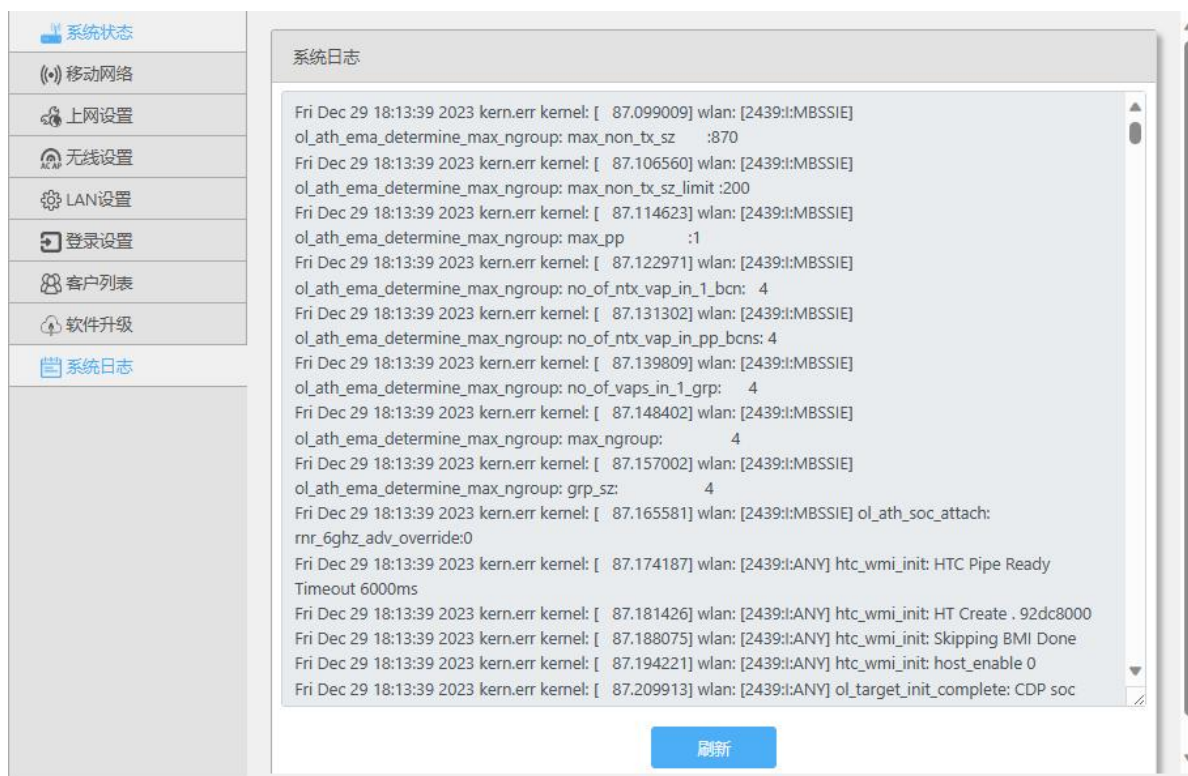 系统状态
移动网络
上网设置
AC AP
无线设置
LAN设置
登录设置
客户列表
软件升级
系统日志
系统日志
Fri Dec 29 18:13:39 2023 kern.err kernel: [   87.099009] wlan: [2439:I:MBSSIE]
ol_ath_ema_determine_max_ngroup: max_non_tx_sz      :870
Fri Dec 29 18:13:39 2023 kern.err kernel: [   87.106560] wlan: [2439:I:MBSSIE]
ol_ath_ema_determine_max_ngroup: max_non_tx_sz_limit :200
Fri Dec 29 18:13:39 2023 kern.err kernel: [   87.114623] wlan: [2439:I:MBSSIE]
ol_ath_ema_determine_max_ngroup: max_pp             :1
Fri Dec 29 18:13:39 2023 kern.err kernel: [   87.122971] wlan: [2439:I:MBSSIE]
ol_ath_ema_determine_max_ngroup: no_of_ntx_vap_in_1_bcn:   4
Fri Dec 29 18:13:39 2023 kern.err kernel: [   87.131302] wlan: [2439:I:MBSSIE]
ol_ath_ema_determine_max_ngroup: no_of_ntx_vap_in_pp_bcns: 4
Fri Dec 29 18:13:39 2023 kern.err kernel: [   87.139809] wlan: [2439:I:MBSSIE]
ol_ath_ema_determine_max_ngroup: no_of_vaps_in_1_grp:      4
Fri Dec 29 18:13:39 2023 kern.err kernel: [   87.148402] wlan: [2439:I:MBSSIE]
ol_ath_ema_determine_max_ngroup: max_ngroup:               4
Fri Dec 29 18:13:39 2023 kern.err kernel: [   87.157002] wlan: [2439:I:MBSSIE]
ol_ath_ema_determine_max_ngroup: grp_sz:                   4
Fri Dec 29 18:13:39 2023 kern.err kernel: [   87.165581] wlan: [2439:I:MBSSIE] ol_ath_soc_attach:
rnr_6ghz_adv_override:0
Fri Dec 29 18:13:39 2023 kern.err kernel: [   87.174187] wlan: [2439:I:ANY] htc_wmi_init: HTC Pipe Ready
Timeout 6000ms
Fri Dec 29 18:13:39 2023 kern.err kernel: [   87.181426] wlan: [2439:I:ANY] htc_wmi_init: HT Create . 92dc8000
Fri Dec 29 18:13:39 2023 kern.err kernel: [   87.188075] wlan: [2439:I:ANY] htc_wmi_init: Skipping BMI Done
Fri Dec 29 18:13:39 2023 kern.err kernel: [   87.194221] wlan: [2439:I:ANY] htc_wmi_init: host_enable 0
Fri Dec 29 18:13:39 2023 kern.err kernel: [   87.209913] wlan: [2439:I:ANY] ol_target_init_complete: CDP soc
刷新